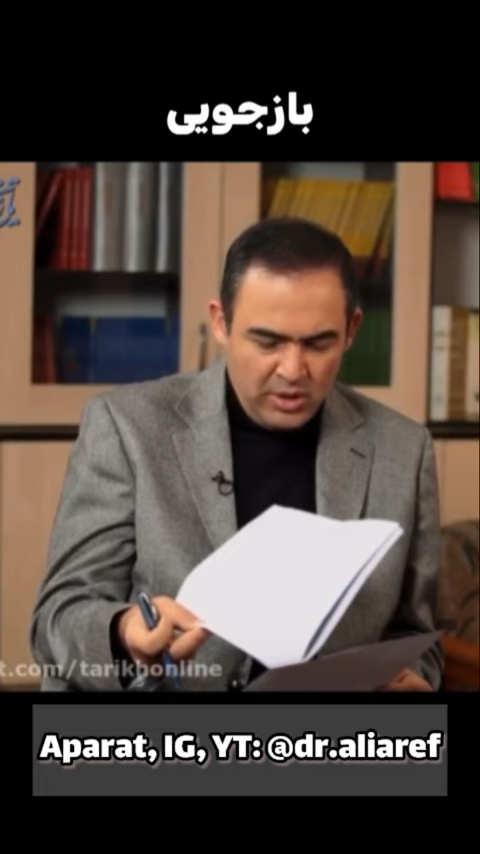 بازجویی
t.com/tarikhonline
Aparat, IG, YT: @dr.aliaref